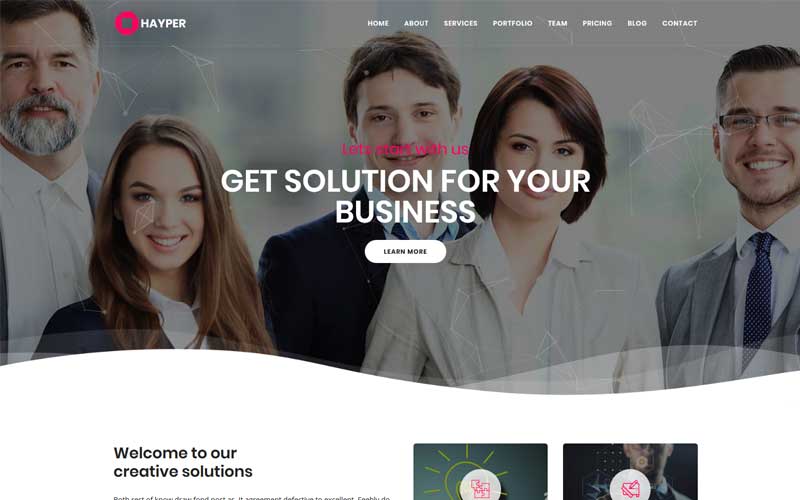 HAYPER
HOME ABOUT SERVICES PORTFOLIO TEAM PRICING BLOG CONTACT
Lets start with us
GET SOLUTION FOR YOUR
BUSINESS
LEARN MORE
Welcome to our
creative solutions
Both rest of know draw fond post as. It agreement defective to excellent. Feebly do